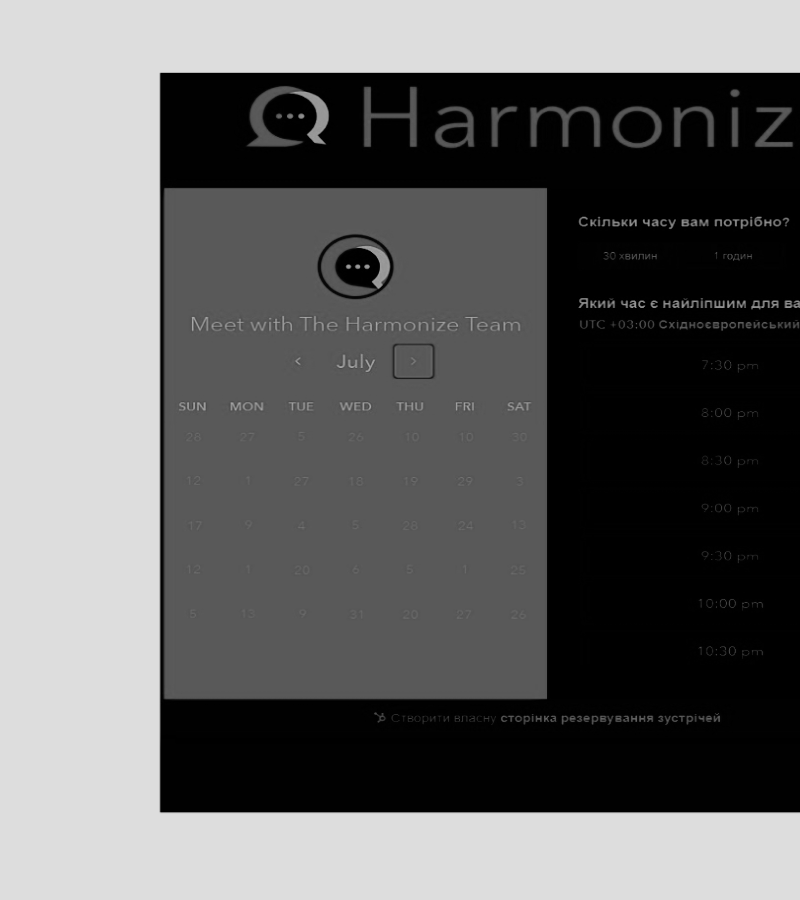 Harmoniz
Meet with The Harmonize Team
July
SUN MON TUE WED THU FRI SAT
26 27 5 26 10 10 30
12 1 27 18 19 29 3
17 9 4 5 28 24 13
12 1 20 6 5 1 25
5 13 9 31 20 27 26
Скільки часу вам потрібно?
30 хвилин 1 годин
Який час є найліпшим для ва
UTC +03:00 Східноєвропейський
7:30 pm
8:00 pm
8:30 pm
9:00 pm
9:30 pm
10:00 pm
10:30 pm
Створити власну сторінка резервування зустрічей